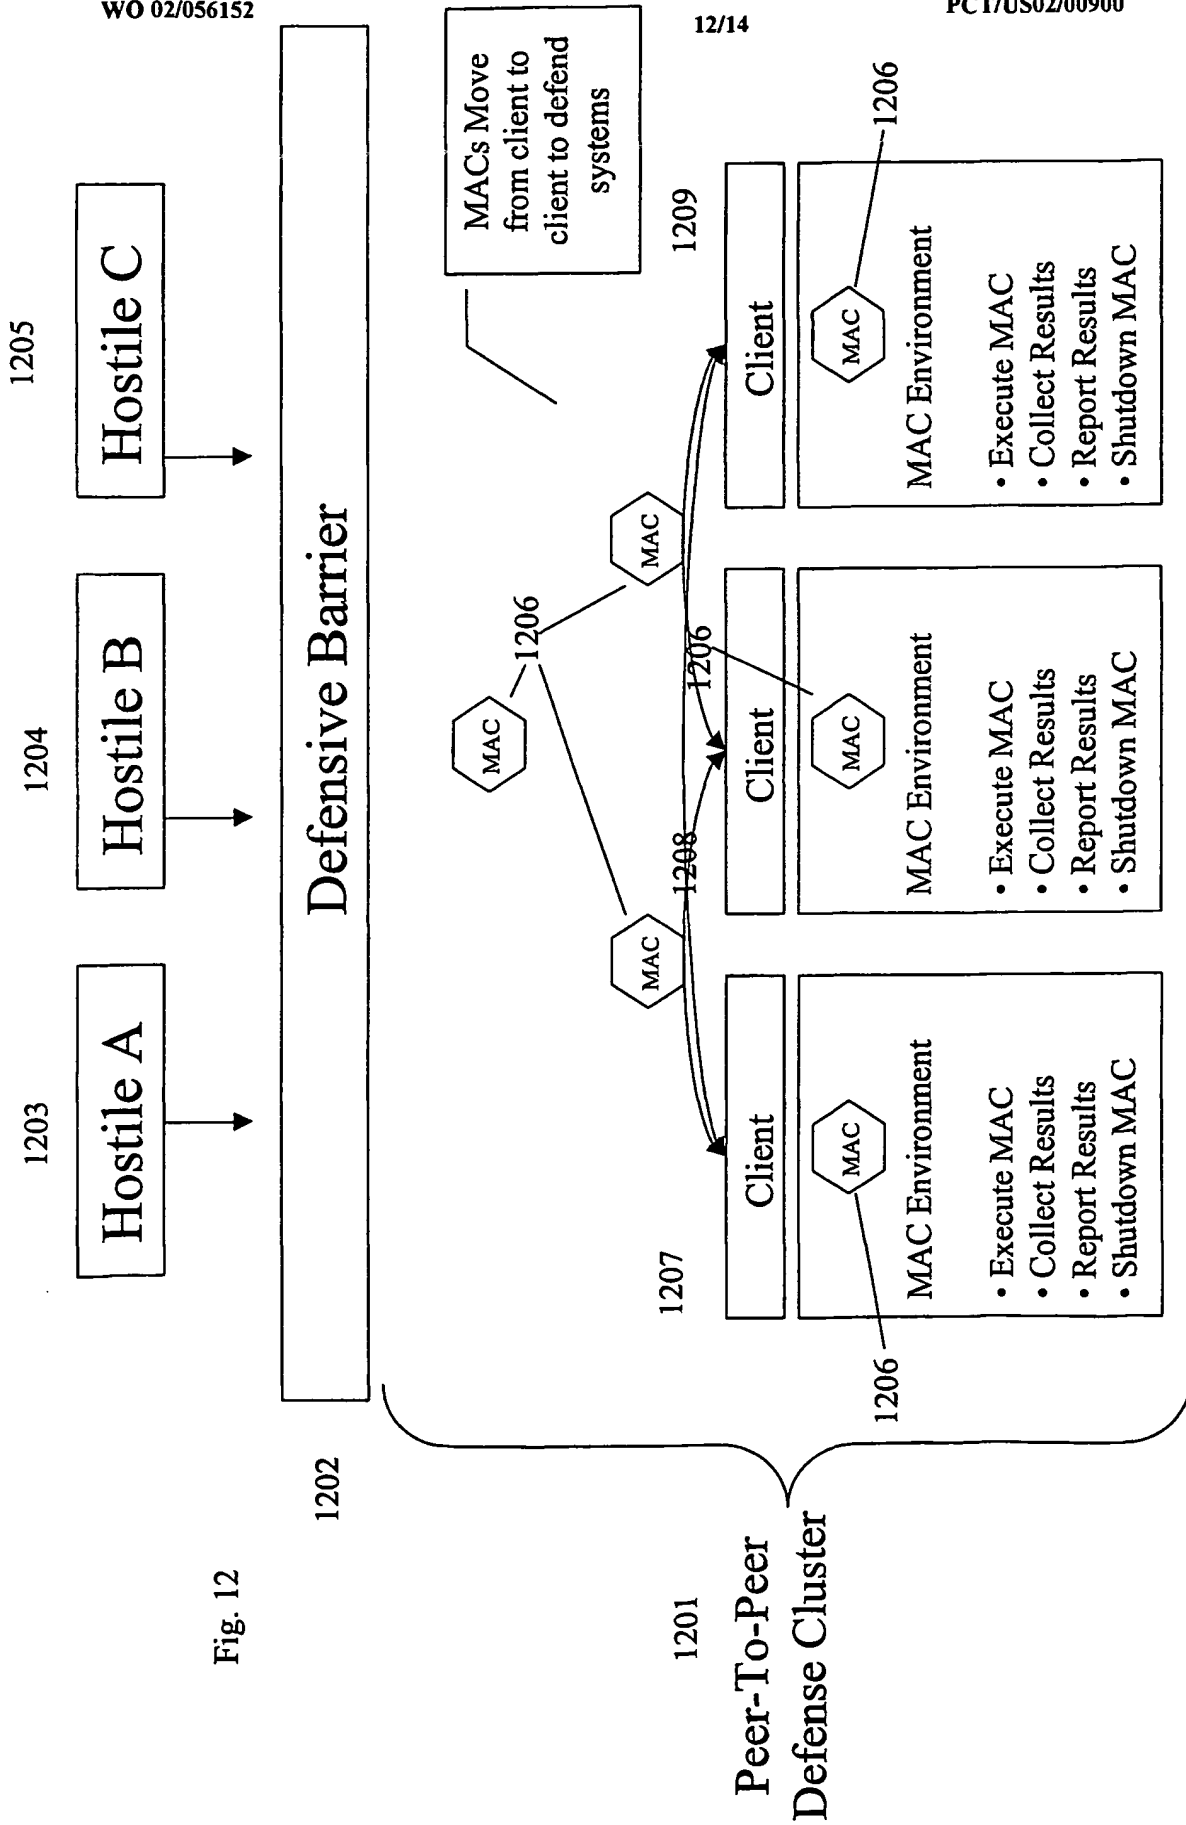 WO 02/056152
12/14
PCT/US02/00900
Fig. 12
1203
1204
1205
Hostile A
Hostile B
Hostile C
1202
Defensive Barrier
MACs Move
from client to
client to defend
systems
MAC
1206
MAC
MAC
1201
Peer-To-Peer
Defense Cluster
1207
1208
1206
1209
Client
Client
Client
MAC
MAC
MAC
1206
1206
MAC Environment
• Execute MAC
• Collect Results
• Report Results
• Shutdown MAC
MAC Environment
• Execute MAC
• Collect Results
• Report Results
• Shutdown MAC
MAC Environment
• Execute MAC
• Collect Results
• Report Results
• Shutdown MAC